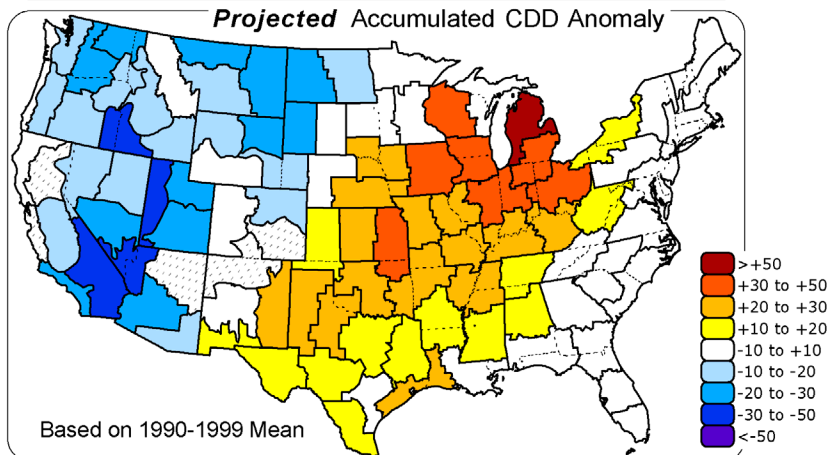 Projected Accumulated CDD Anomaly
>+50
+30 to +50
+20 to +30
+10 to +20
-10 to +10
-10 to -20
-20 to -30
-30 to -50
<-50
Based on 1990-1999 Mean